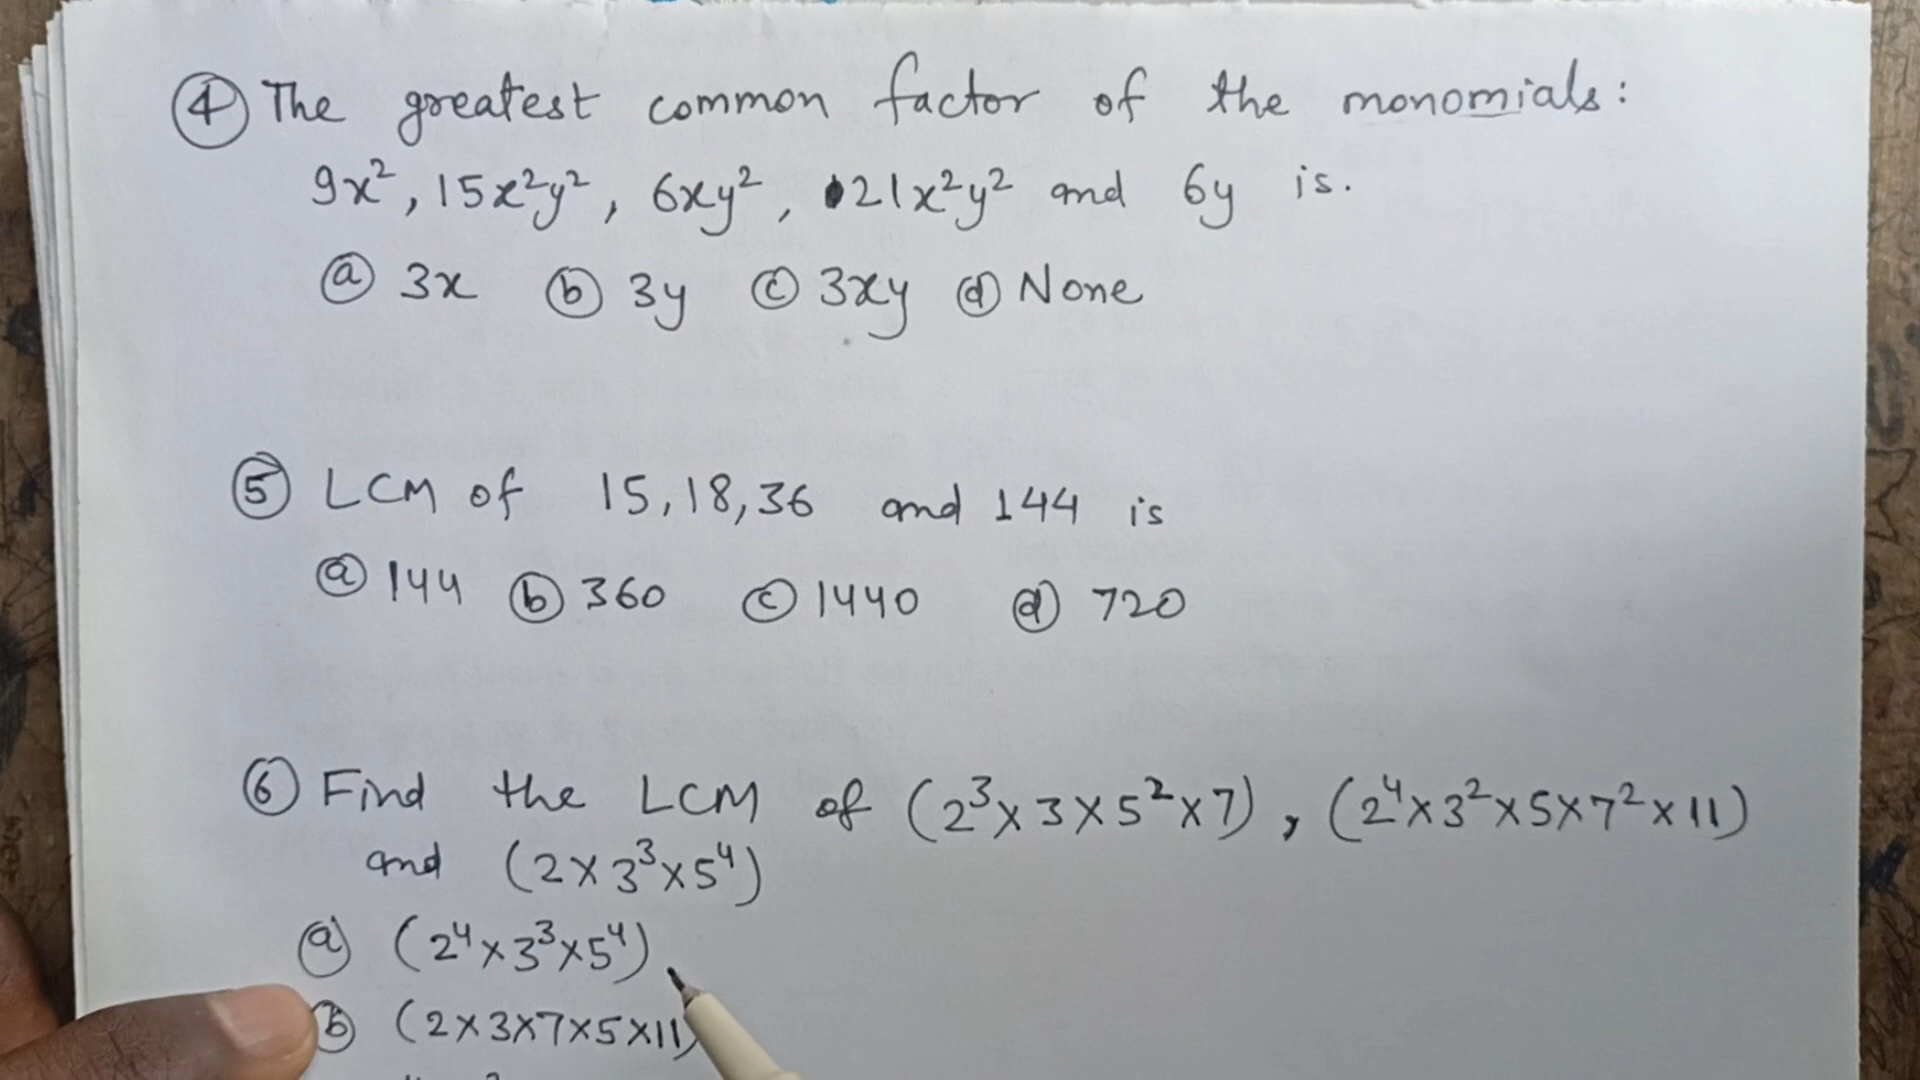 ④ The greatest common factor of the monomials:
9x², 15x²y², 6xy², 21x²y² and 6y is.
ⓐ 3x ⓑ 3y ⓒ 3xy ⓓ None
⑤ LCM of 15, 18, 36 and 144 is
ⓐ 144 ⓑ 360 ⓒ 1440 ⓓ 720
⑥ Find the LCM of (2³×3×5²×7), (2⁴×3²×5×7²×11)
and (2×3³×5⁴)
ⓐ (2⁴×3³×5⁴)
ⓑ (2×3×7×5×11)